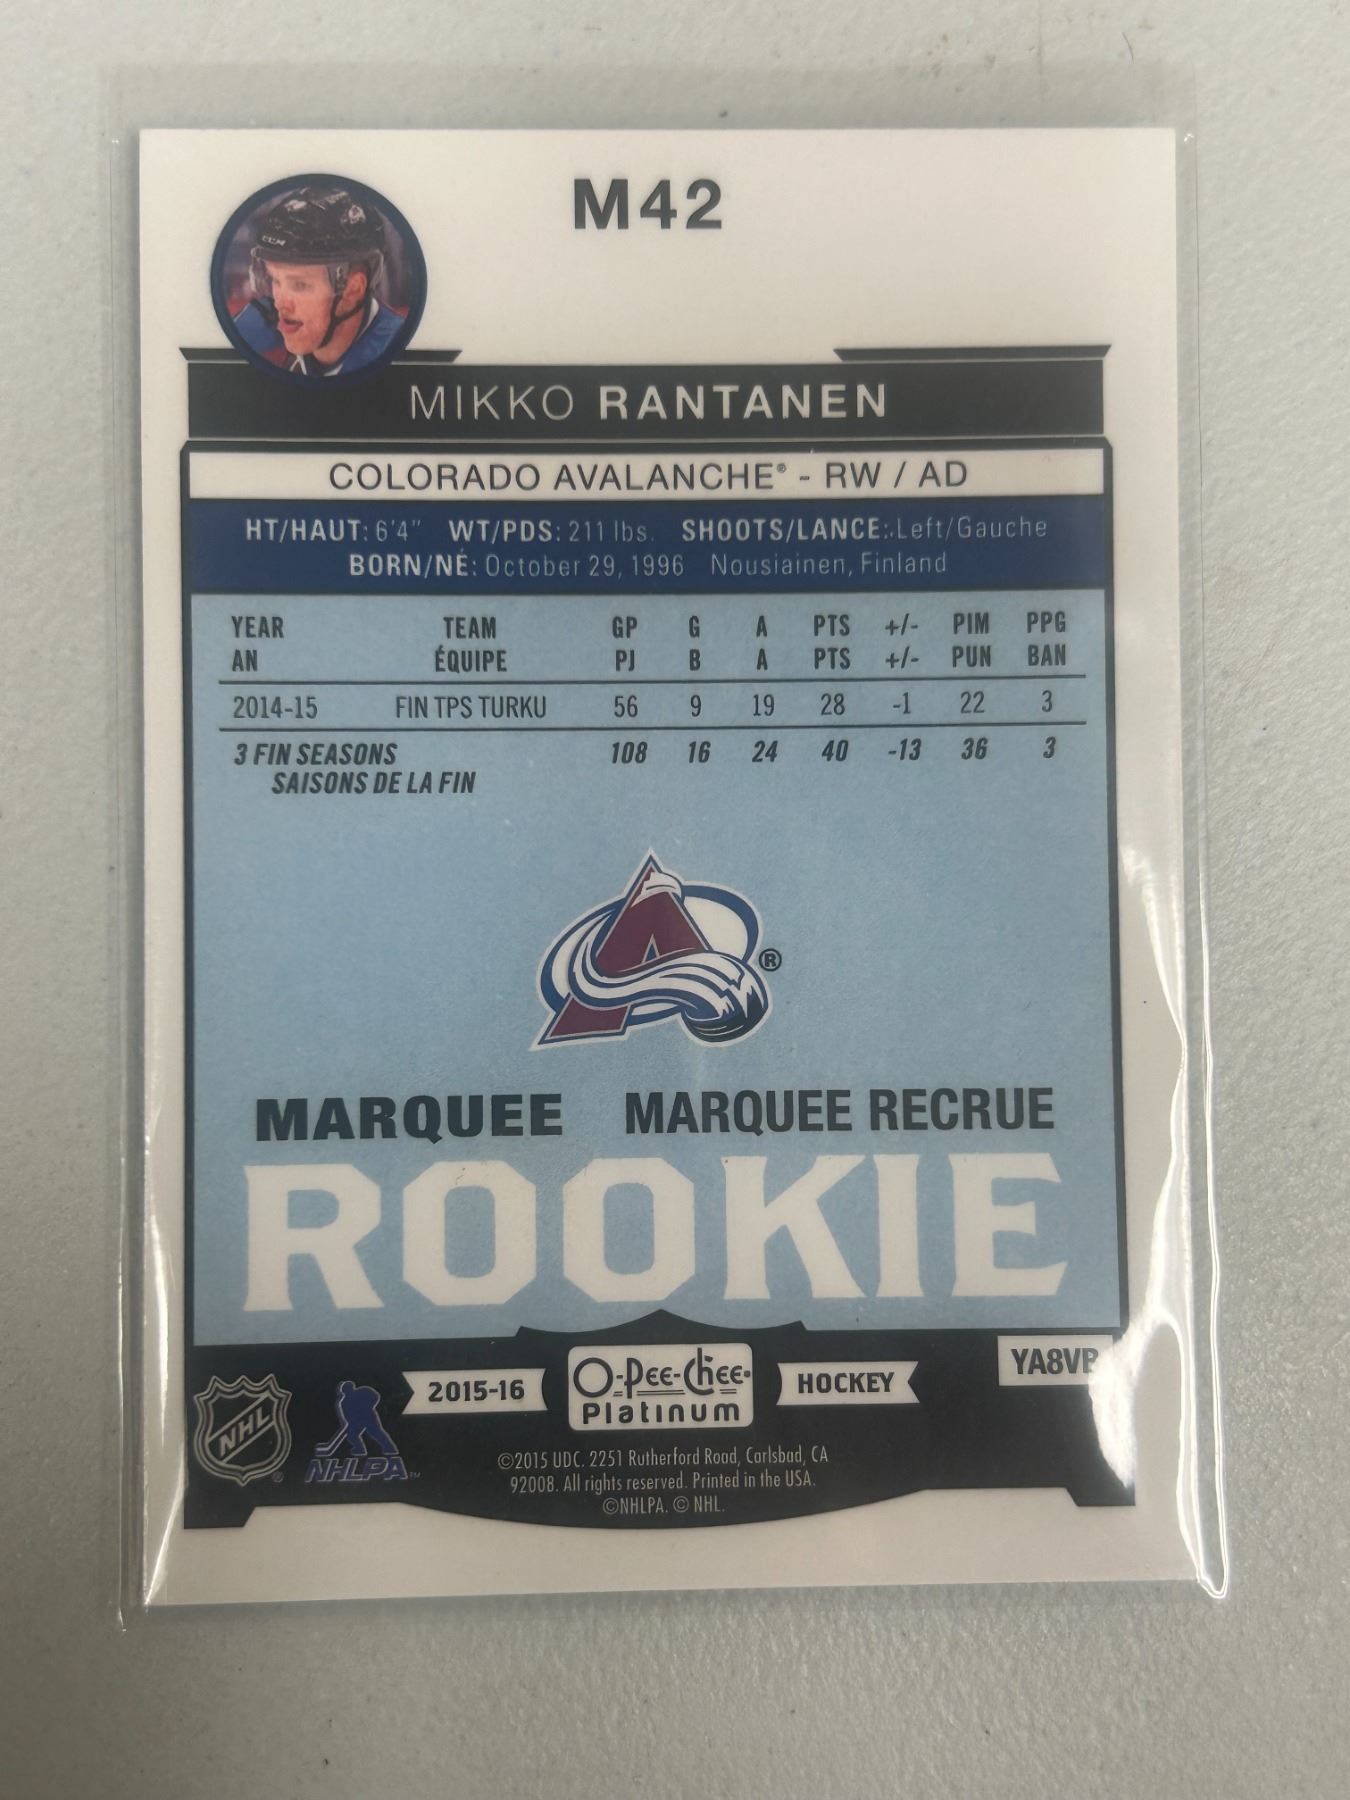 M42
CCM
MIKKO RANTANEN
COLORADO AVALANCHE® - RW / AD
HT/HAUT: 6'4" WT/PDS: 211 lbs. SHOOTS/LANCE: Left/Gauche
BORN/NÉ: October 29, 1996 Nousiainen, Finland
YEAR TEAM GP G A PTS +/- PIM PPG
AN ÉQUIPE PJ B A PTS +/- PUN BAN
2014-15 FIN TPS TURKU 56 9 19 28 -1 22 3
3 FIN SEASONS 108 16 24 40 -13 36 3
SAISONS DE LA FIN
®
MARQUEE MARQUEE RECRUE
ROOKIE
YA8VB
2015-16 O-Pee-Chee HOCKEY
Platinum
NHL ® NHLPA™
©2015 UDC. 2251 Rutherford Road, Carlsbad, CA
92008. All rights reserved. Printed in the USA.
©NHLPA. © NHL.